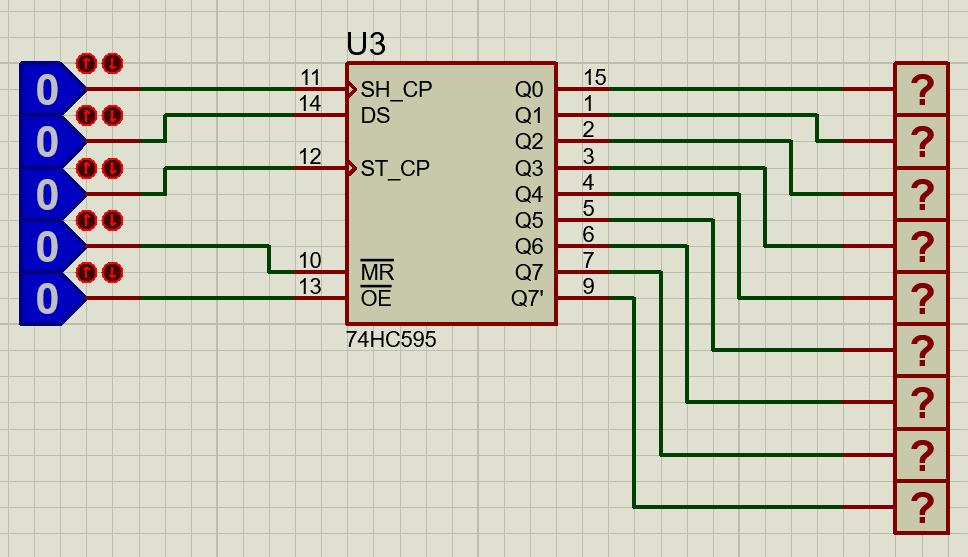 U3
0
0
0
0
0
11 SH_CP
14 DS
12 ST_CP
10 MR
13 OE
Q0 15
Q1 1
Q2 2
Q3 3
Q4 4
Q5 5
Q6 6
Q7 7
Q7' 9
74HC595
?
?
?
?
?
?
?
?
?